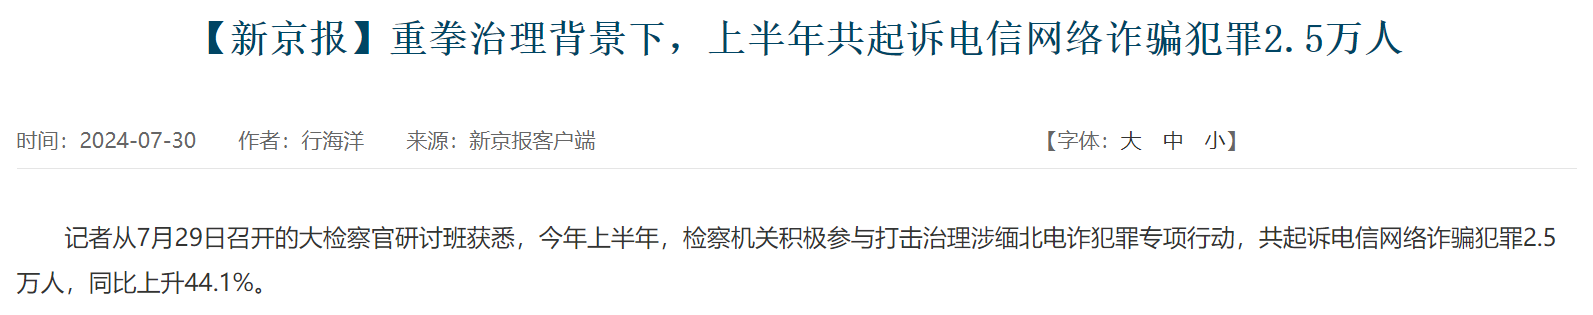 【新京报】重拳治理背景下，上半年共起诉电信网络诈骗犯罪2.5万人
时间：2024-07-30 作者：行海洋 来源：新京报客户端 【字体：大 中 小】
记者从7月29日召开的大检察官研讨班获悉，今年上半年，检察机关积极参与打击治理涉缅北电诈犯罪专项行动，共起诉电信网络诈骗犯罪2.5
万人，同比上升44.1%。